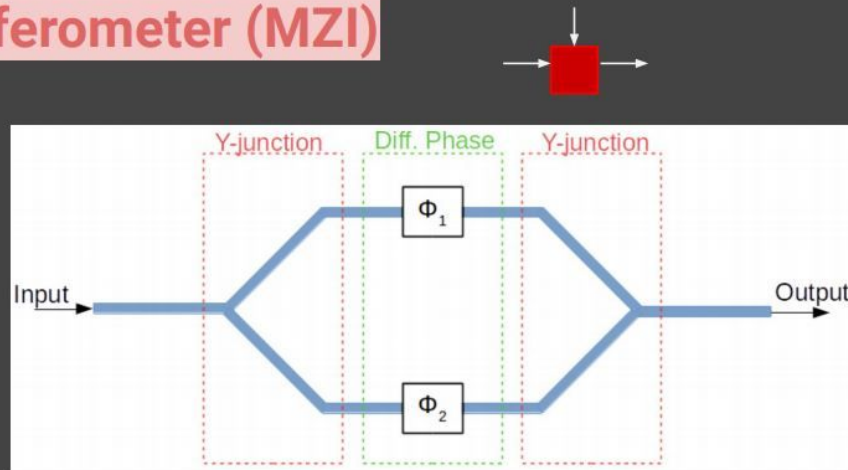 ferometer (MZI)
Y-junction Diff. Phase Y-junction
Φ1
Input Output
Φ2